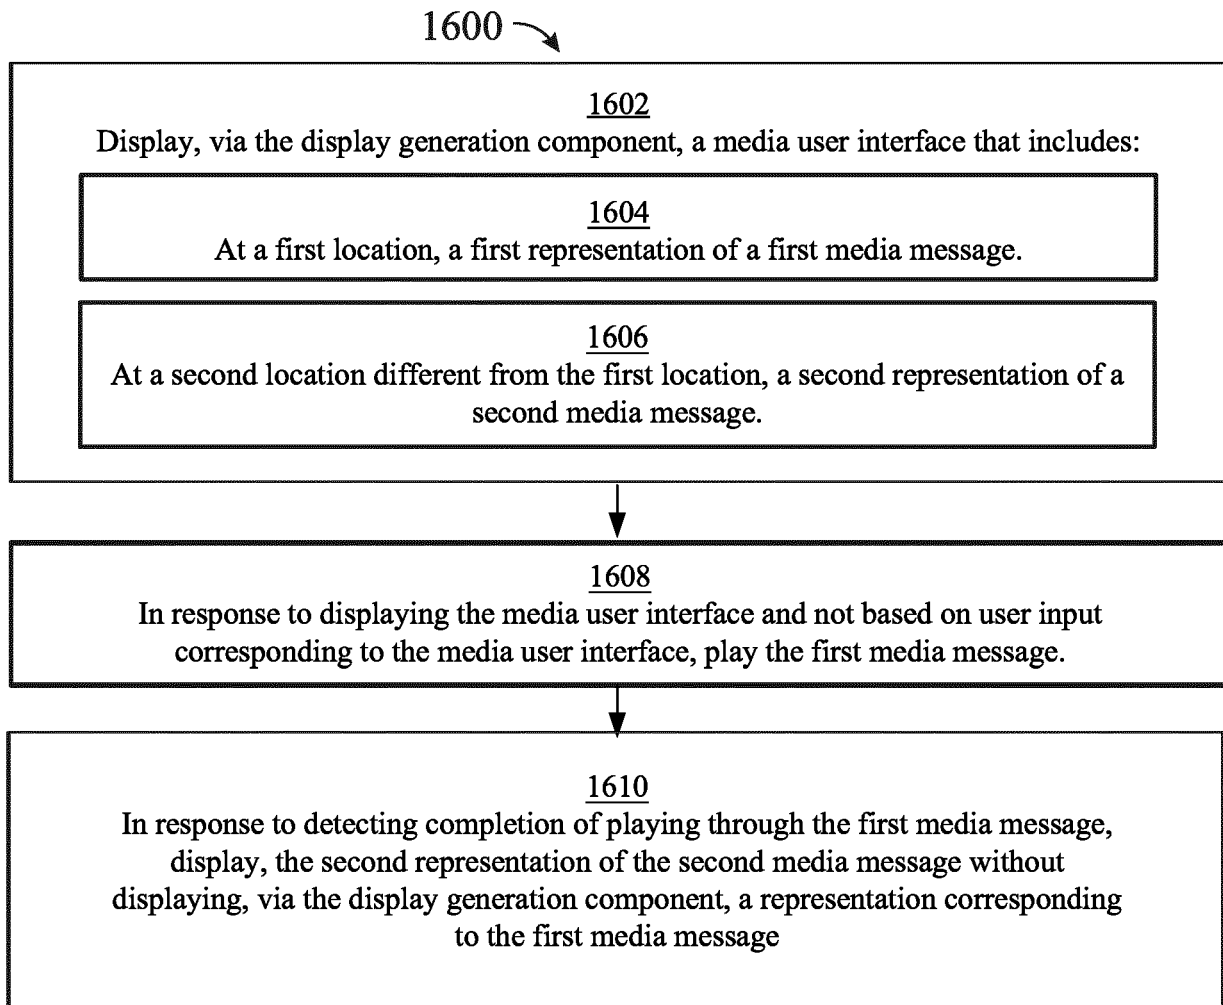 1600
1602
Display, via the display generation component, a media user interface that includes:
1604
At a first location, a first representation of a first media message.
1606
At a second location different from the first location, a second representation of a
second media message.
1608
In response to displaying the media user interface and not based on user input
corresponding to the media user interface, play the first media message.
1610
In response to detecting completion of playing through the first media message,
display, the second representation of the second media message without
displaying, via the display generation component, a representation corresponding
to the first media message